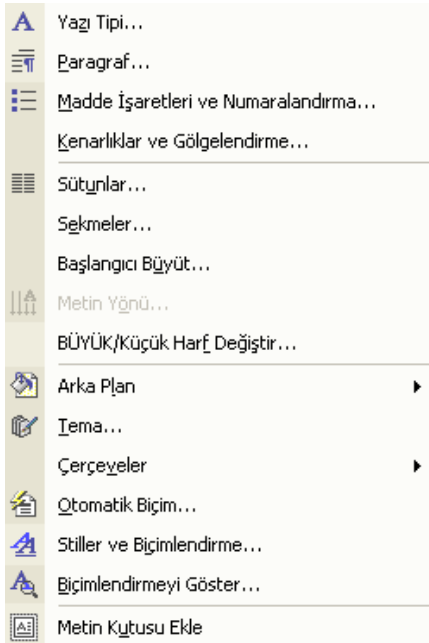 Yazı Tipi...
Paragraf...
Madde İşaretleri ve Numaralandırma...
Kenarlıklar ve Gölgelendirme...
Sütunlar...
Sekmeler...
Başlangıcı Büyüt...
Metin Yönü...
BÜYÜK/Küçük Harf Değiştir...
Arka Plan
Tema...
Çerçeveler
Otomatik Biçim...
Stiller ve Biçimlendirme...
Biçimlendirmeyi Göster...
Metin Kutusu Ekle